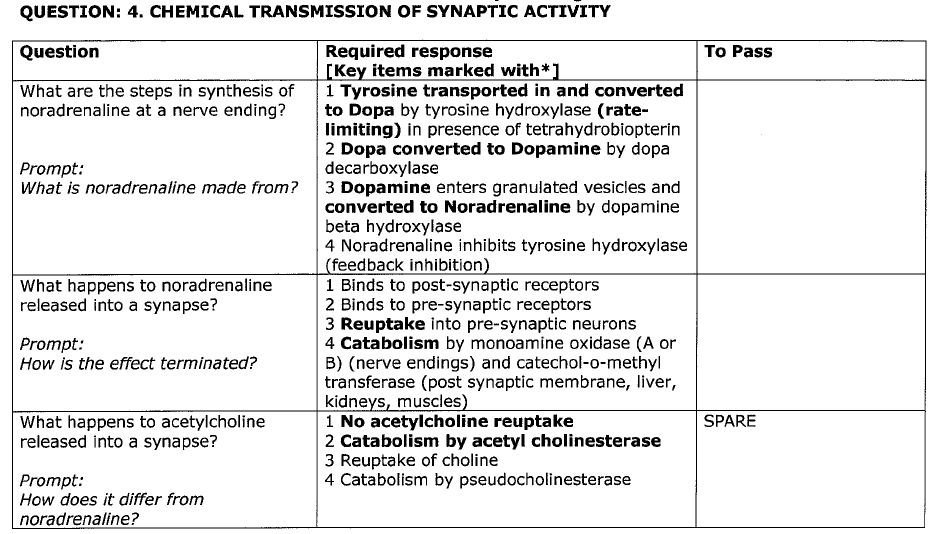 QUESTION: 4. CHEMICAL TRANSMISSION OF SYNAPTIC ACTIVITY
Question
Required response
[Key items marked with*]
To Pass
What are the steps in synthesis of
noradrenaline at a nerve ending?
Prompt:
What is noradrenaline made from?
1 Tyrosine transported in and converted
to Dopa by tyrosine hydroxylase (rate-
limiting) in presence of tetrahydrobiopterin
2 Dopa converted to Dopamine by dopa
decarboxylase
3 Dopamine enters granulated vesicles and
converted to Noradrenaline by dopamine
beta hydroxylase
4 Noradrenaline inhibits tyrosine hydroxylase
(feedback inhibition)
What happens to noradrenaline
released into a synapse?
Prompt:
How is the effect terminated?
1 Binds to post-synaptic receptors
2 Binds to pre-synaptic receptors
3 Reuptake into pre-synaptic neurons
4 Catabolism by monoamine oxidase (A or
B) (nerve endings) and catechol-o-methyl
transferase (post synaptic membrane, liver,
kidneys, muscles)
What happens to acetylcholine
released into a synapse?
Prompt:
How does it differ from
noradrenaline?
1 No acetylcholine reuptake
2 Catabolism by acetyl cholinesterase
3 Reuptake of choline
4 Catabolism by pseudocholinesterase
SPARE